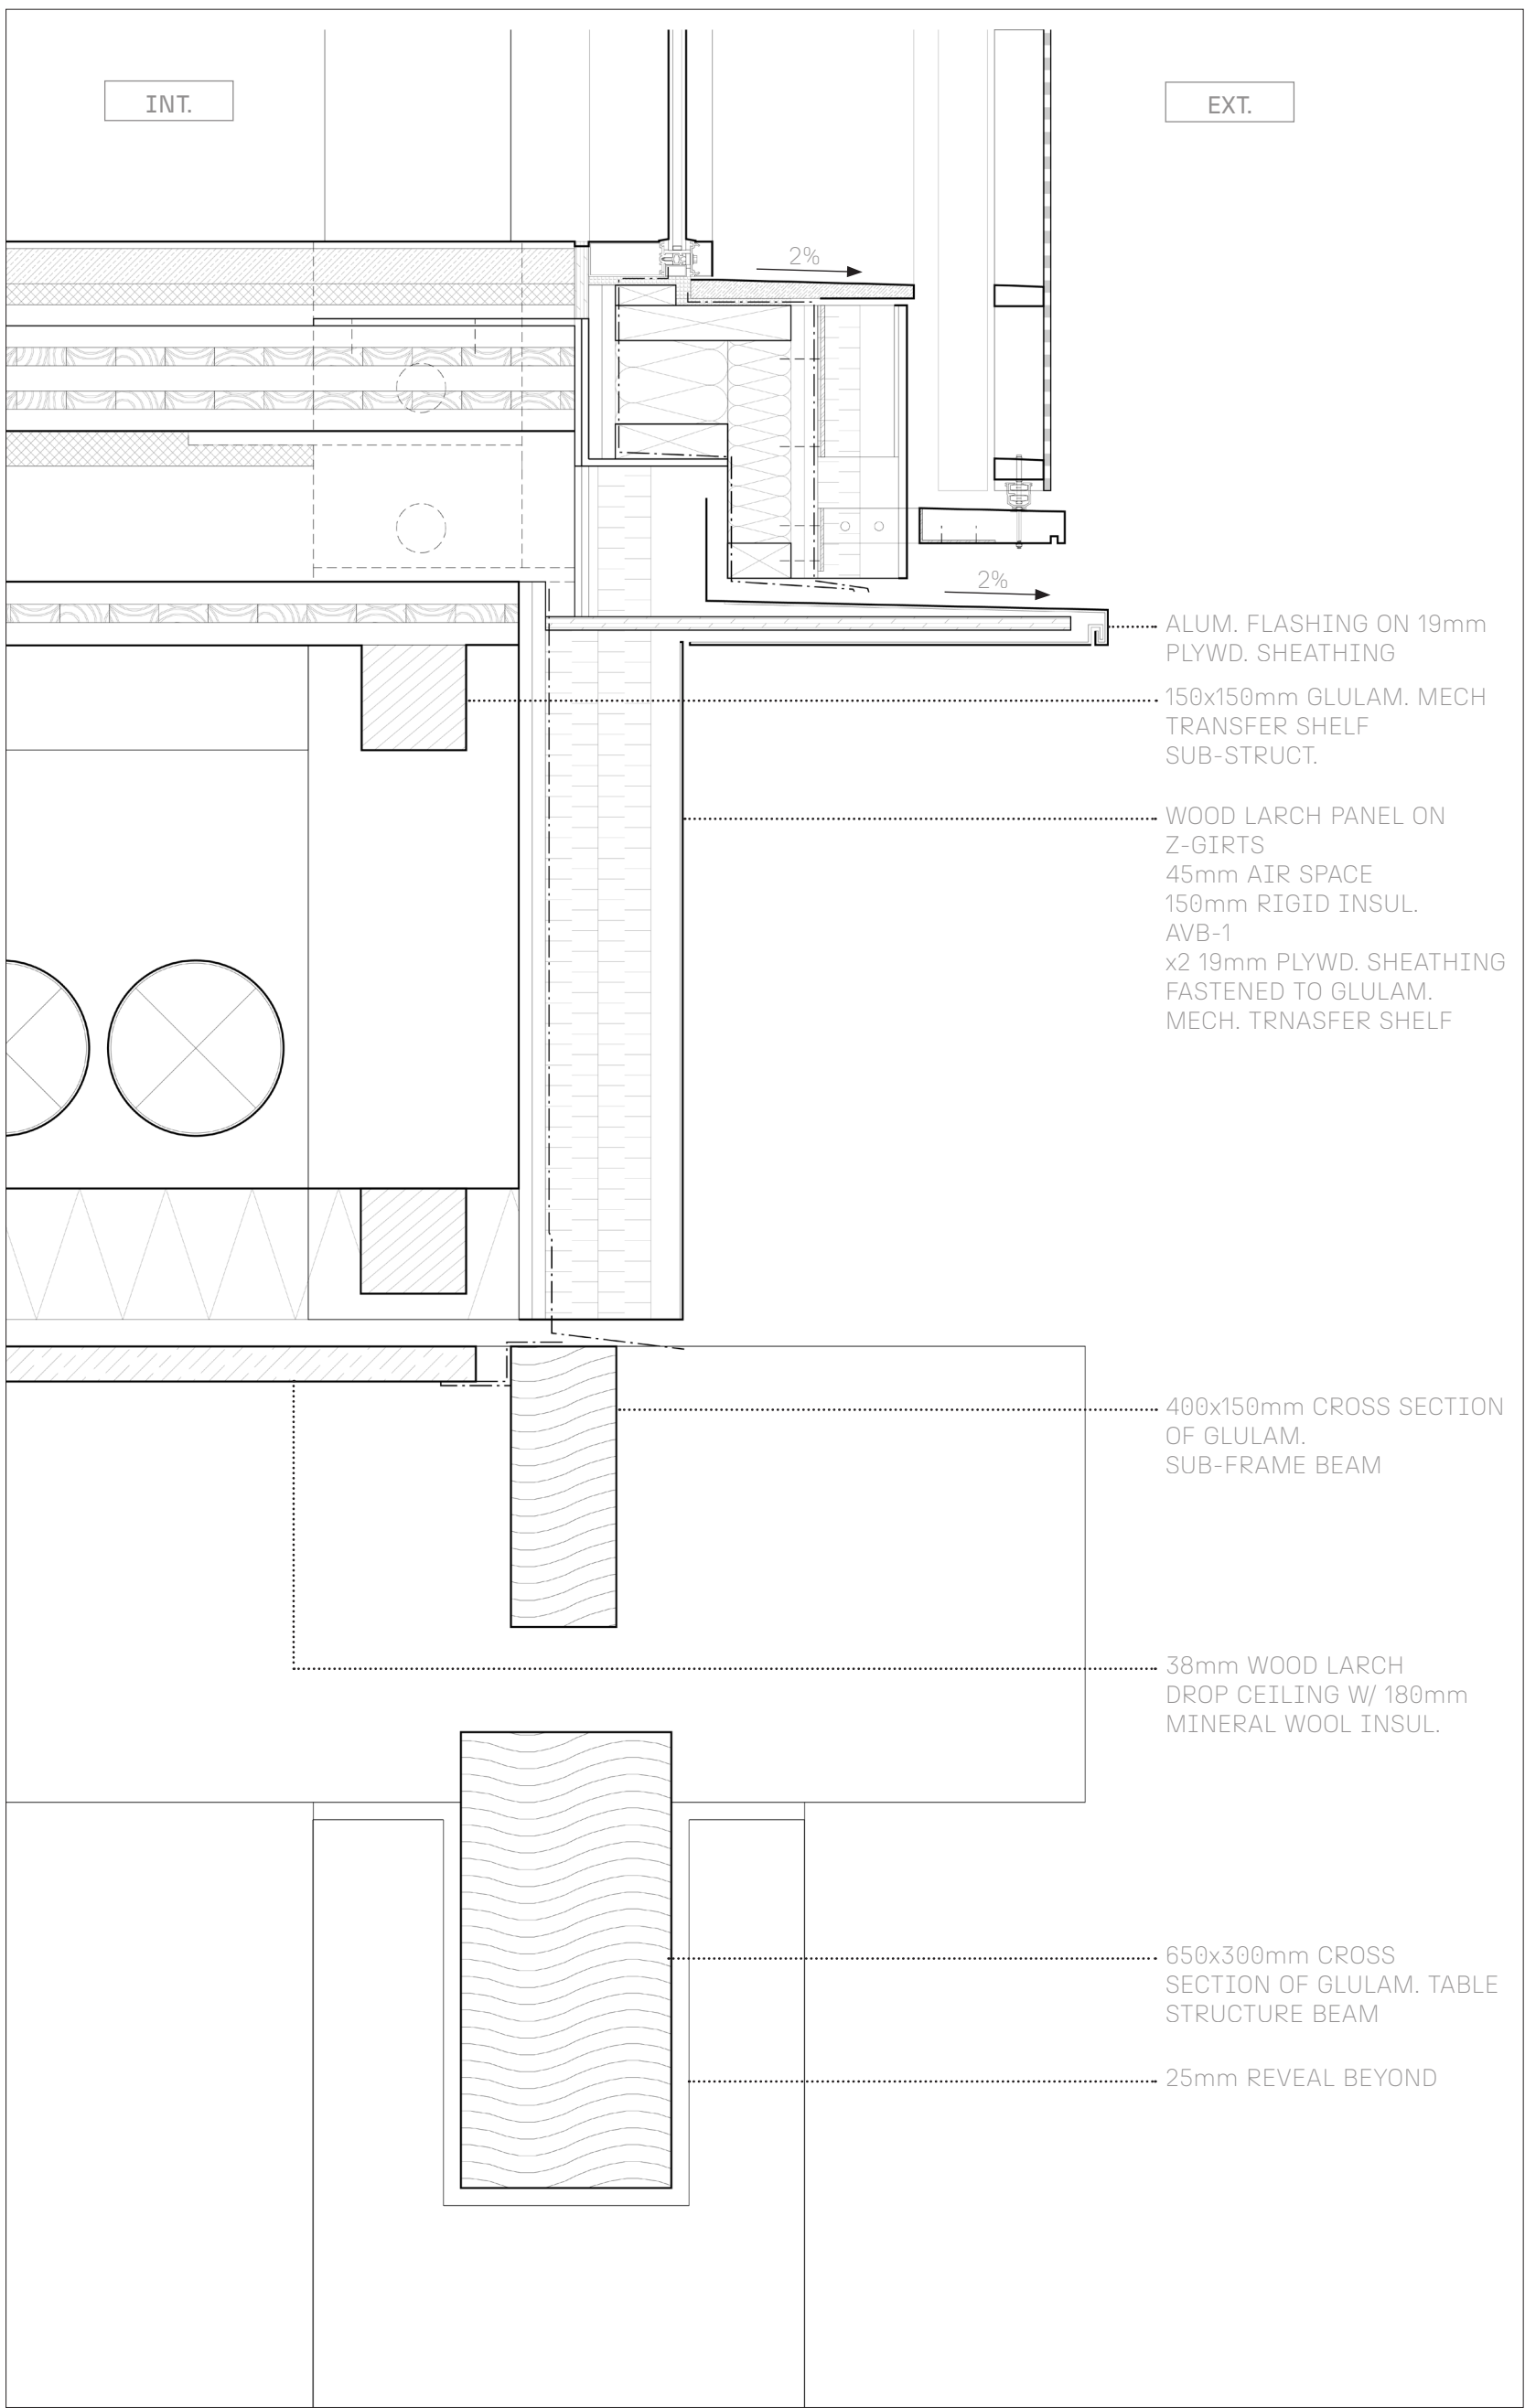 INT.
EXT.
2%
2%
ALUM. FLASHING ON 19mm
PLYWD. SHEATHING
150x150mm GLULAM. MECH
TRANSFER SHELF
SUB-STRUCT.
WOOD LARCH PANEL ON
Z-GIRTS
45mm AIR SPACE
150mm RIGID INSUL.
AVB-1
x2 19mm PLYWD. SHEATHING
FASTENED TO GLULAM.
MECH. TRNASFER SHELF
400x150mm CROSS SECTION
OF GLULAM.
SUB-FRAME BEAM
38mm WOOD LARCH
DROP CEILING W/ 180mm
MINERAL WOOL INSUL.
650x300mm CROSS
SECTION OF GLULAM. TABLE
STRUCTURE BEAM
25mm REVEAL BEYOND